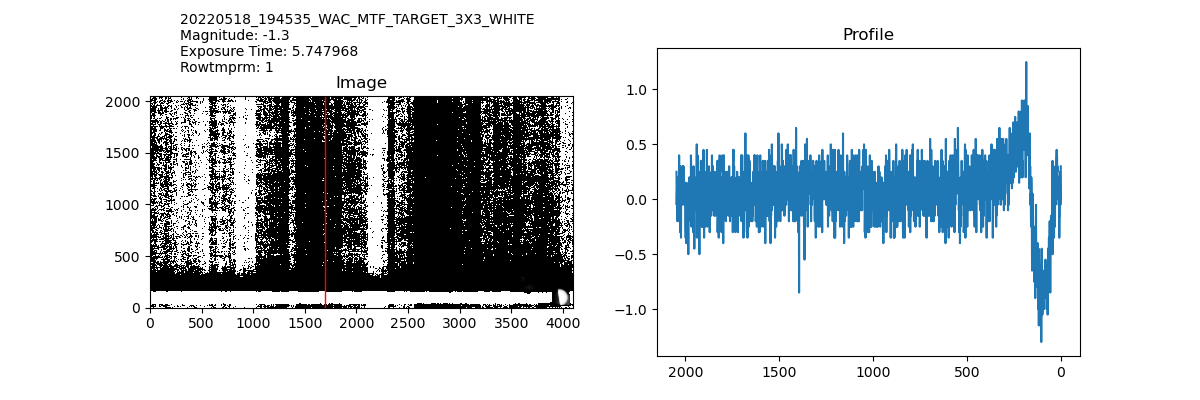 20220518_194535_WAC_MTF_TARGET_3X3_WHITE
Magnitude: -1.3
Exposure Time: 5.747968
Rowtmprm: 1
Image
2000
1500
1000
500
0
0 500 1000 1500 2000 2500 3000 3500 4000
Profile
1.0
0.5
0.0
−0.5
−1.0
2000 1500 1000 500 0